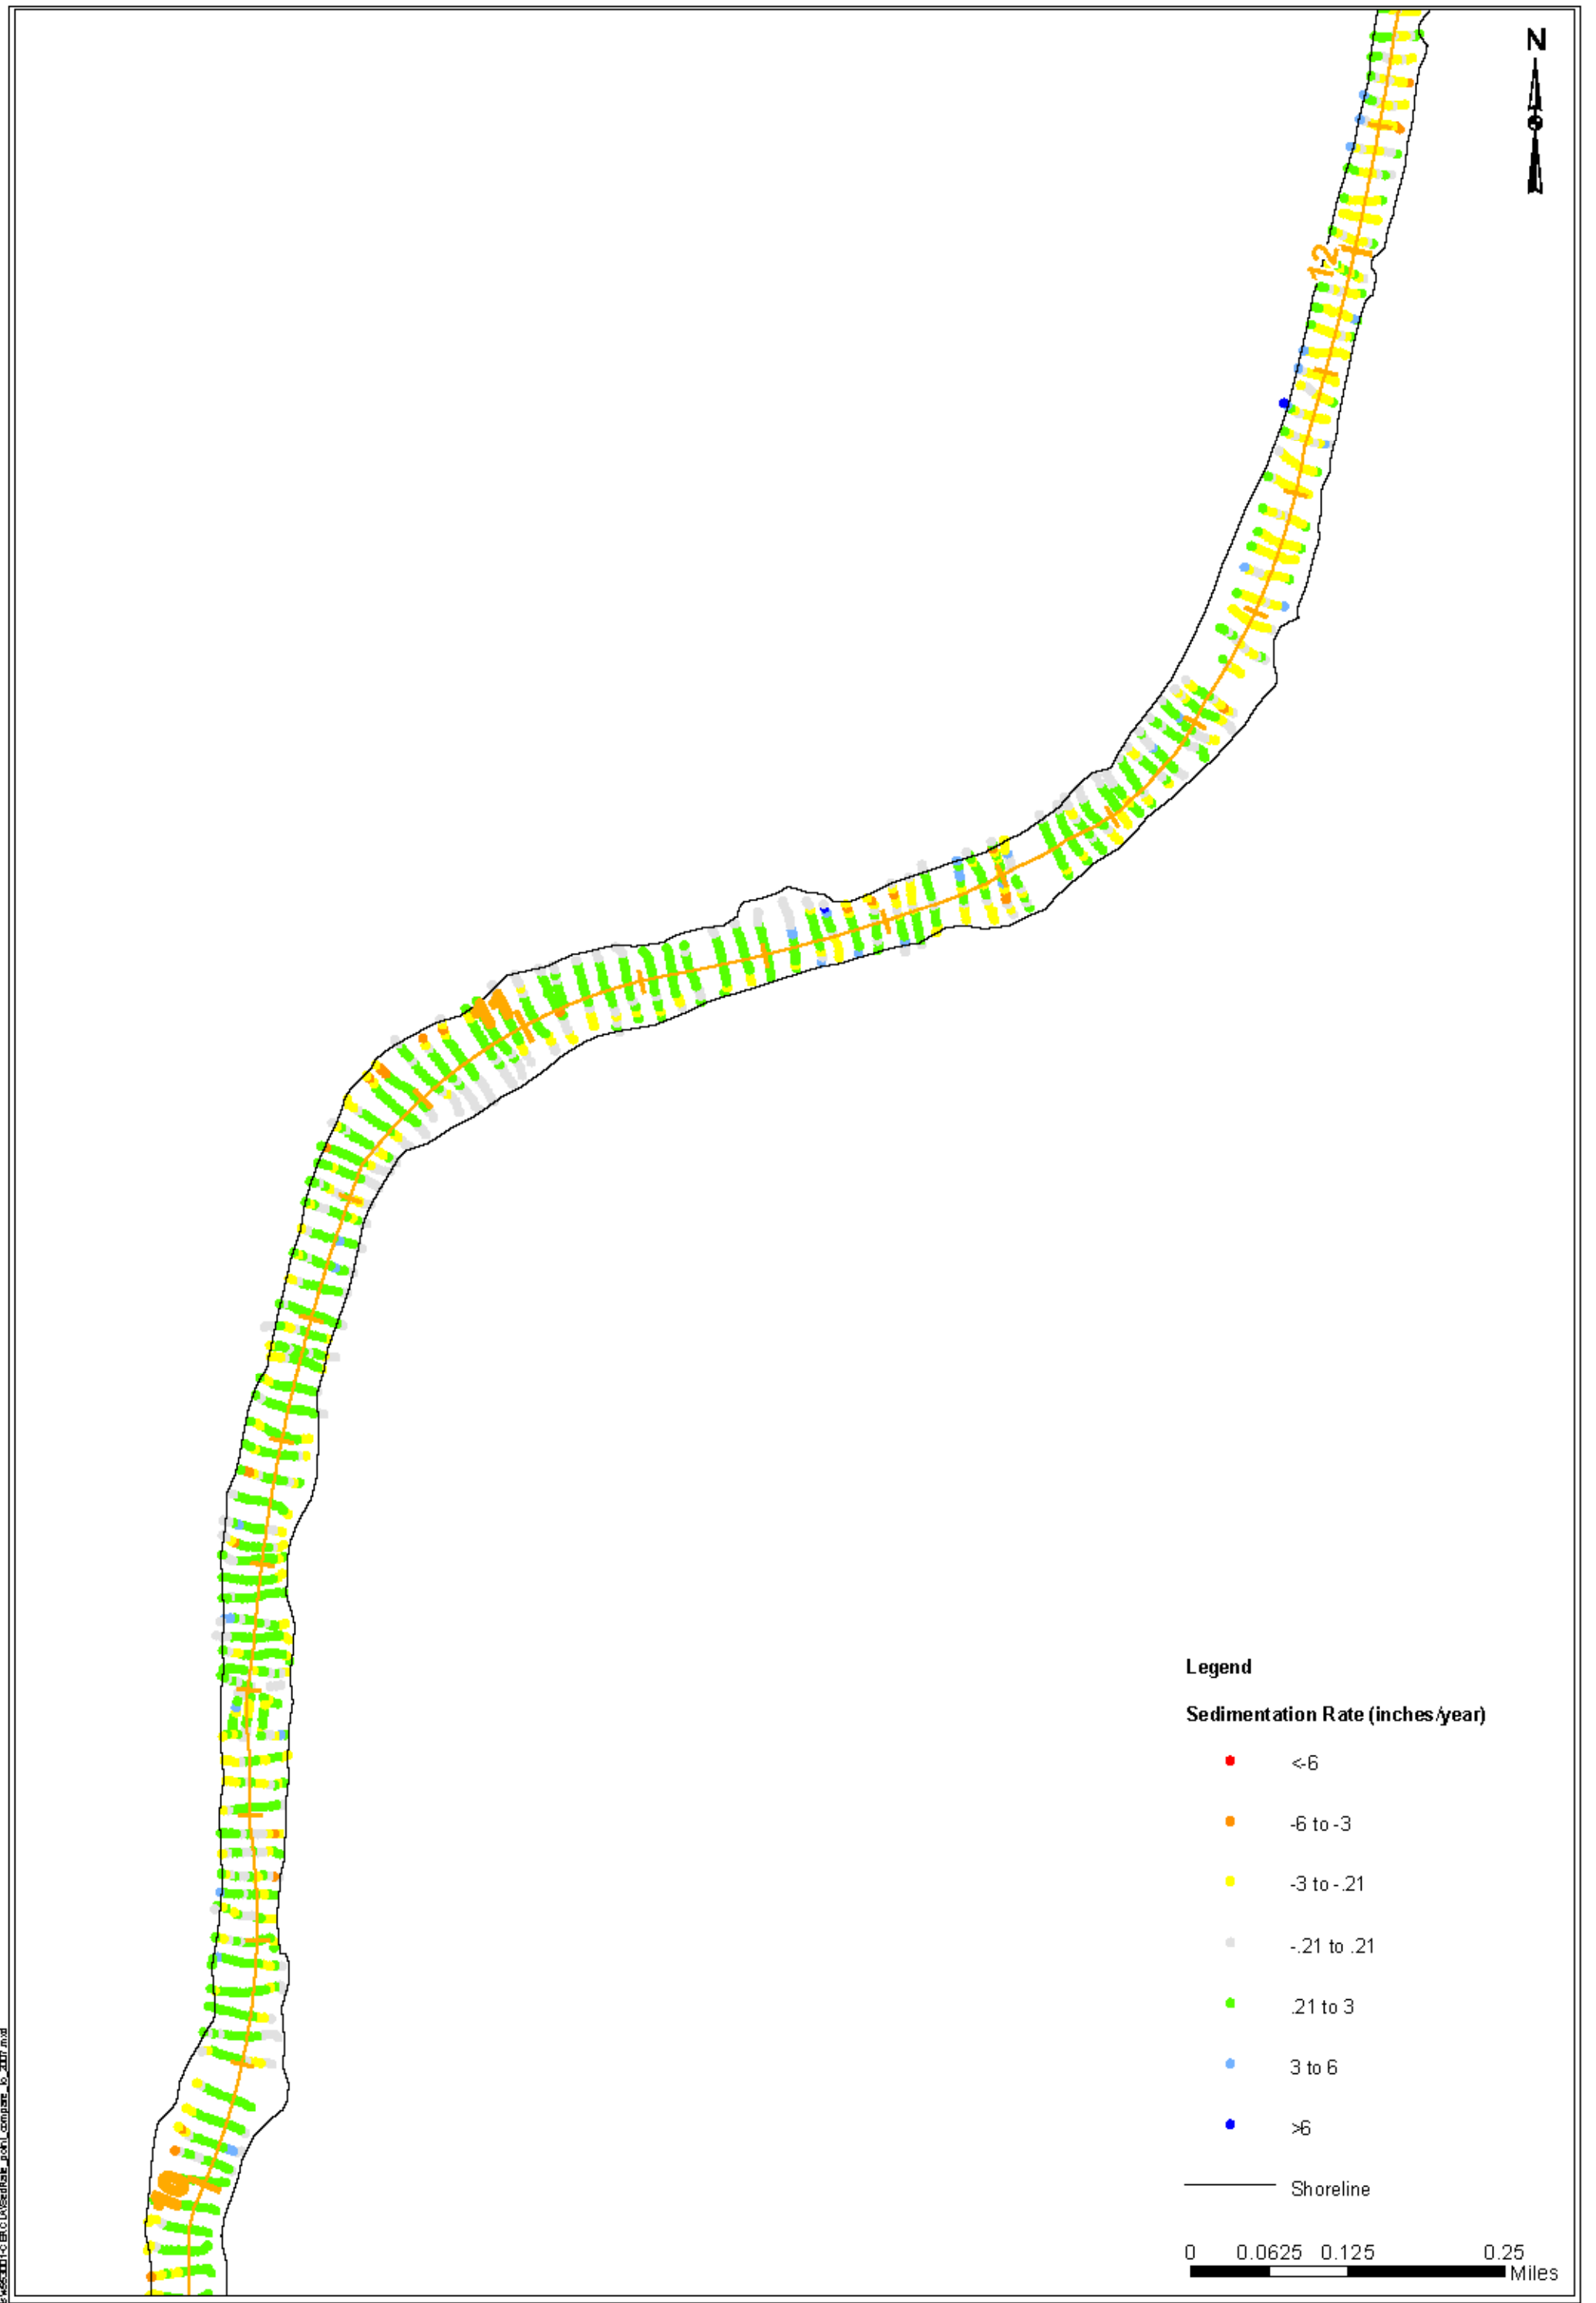 N
12
11
10
Legend
Sedimentation Rate (inches/year)
<-6
-6 to -3
-3 to -.21
-.21 to .21
.21 to 3
3 to 6
>6
Shoreline
0 0.0625 0.125 0.25
Miles